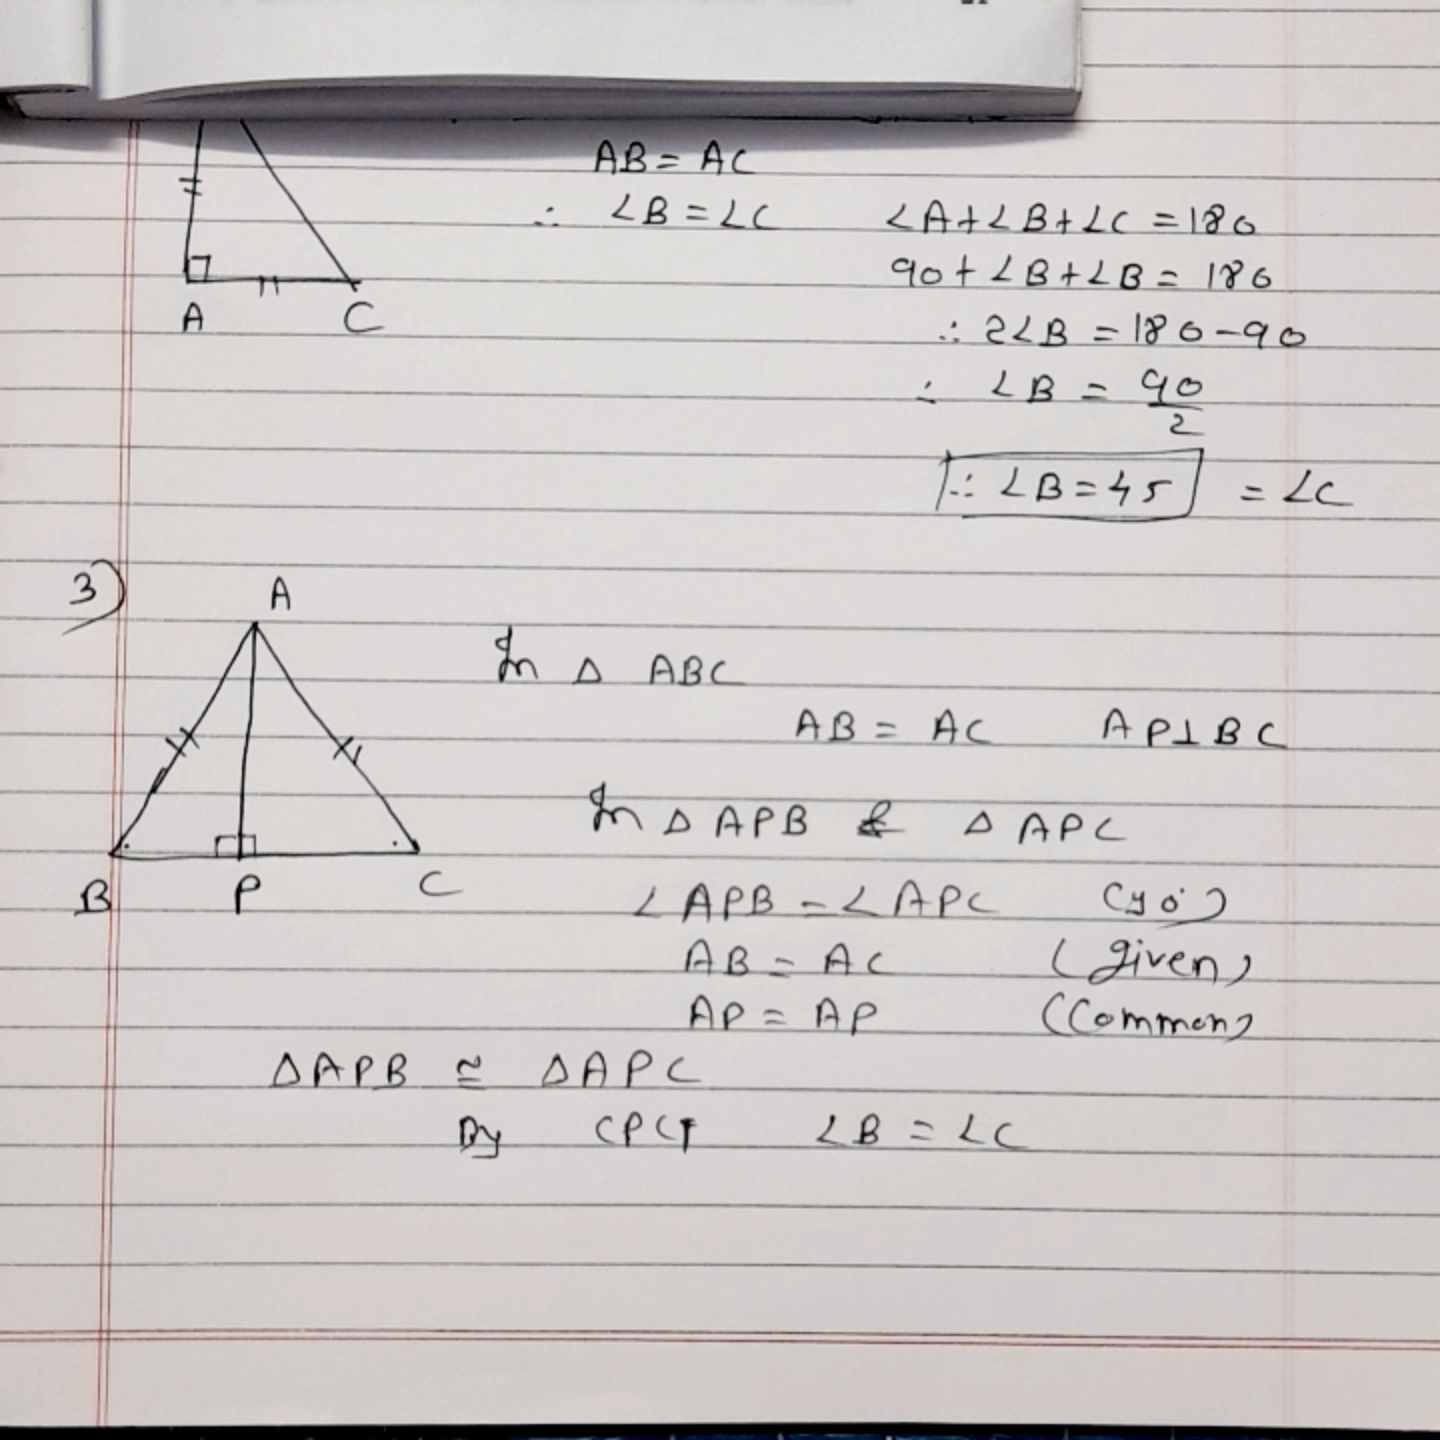 AB = AC
∴ ∠B = ∠C
∠A + ∠B + ∠C = 180
90 + ∠B + ∠B = 180
∴ 2∠B = 180 - 90
∴ ∠B = 90/2
∴ ∠B = 45 = ∠C
A C
3)
A
B P C
In △ ABC
AB = AC AP⊥BC
In △ APB & △ APC
∠APB = ∠APC
AB = AC (given)
AP = AP (Common)
△APB ≅ △APC
By CPCT ∠B = ∠C